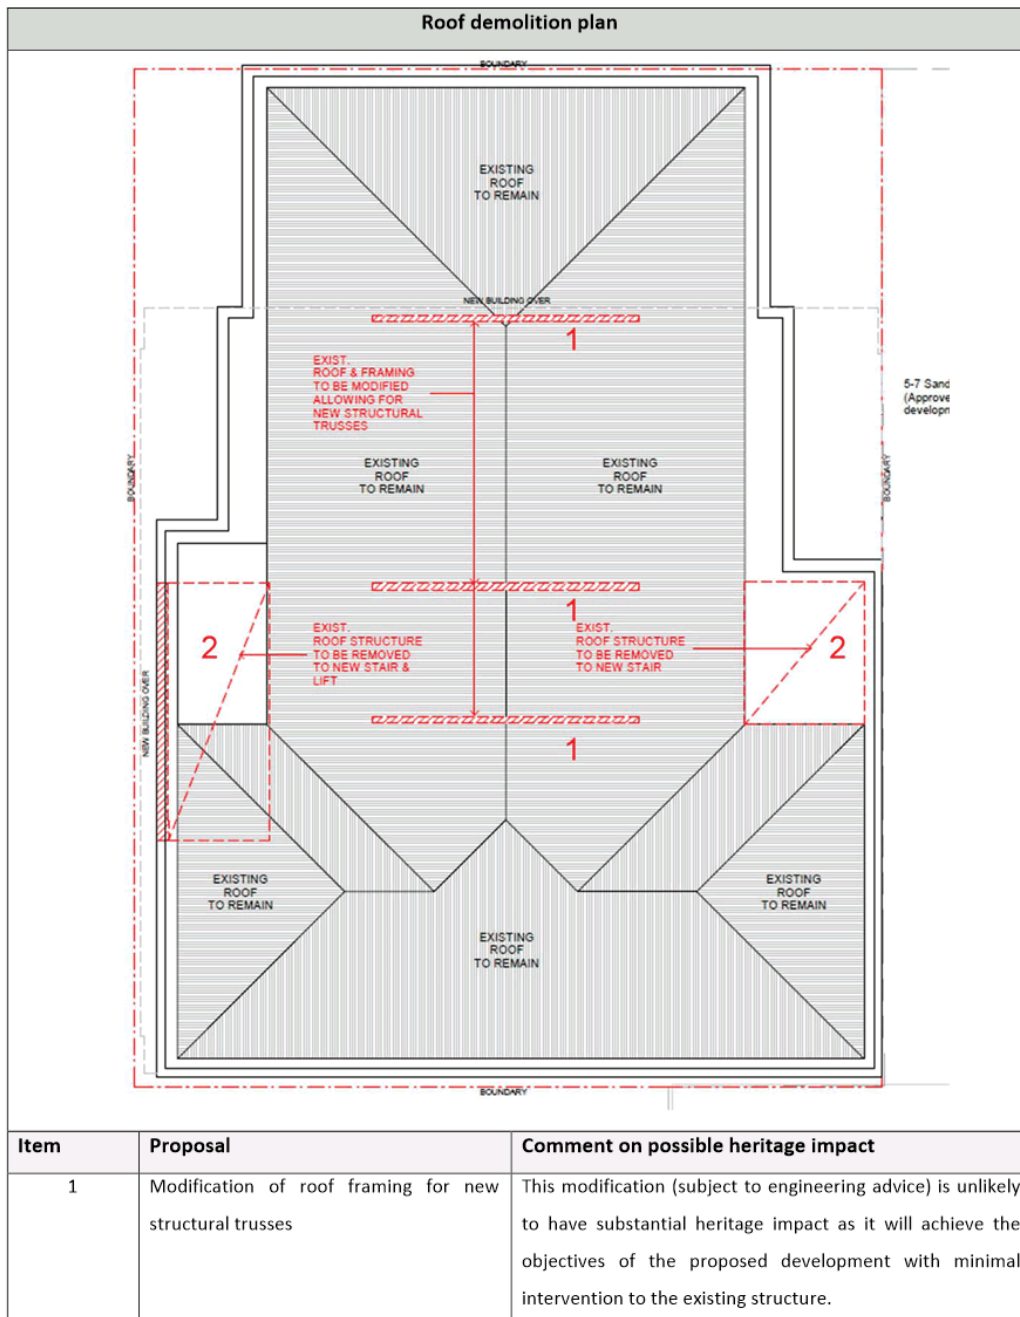 Roof demolition plan
BOUNDARY
EXISTING
ROOF
TO REMAIN
NEW BUILDING OVER
1
EXIST.
ROOF & FRAMING
TO BE MODIFIED
ALLOWING FOR
NEW STRUCTURAL
TRUSSES
5-7 Sand
(Approve
developn
BOUNDARY
EXISTING
ROOF
TO REMAIN
EXISTING
ROOF
TO REMAIN
BOUNDARY
1
2
EXIST.
ROOF STRUCTURE
TO BE REMOVED
TO NEW STAIR &
LIFT
EXIST.
ROOF STRUCTURE
TO BE REMOVED
TO NEW STAIR
2
NEW BUILDING OVER
1
EXISTING
ROOF
TO REMAIN
EXISTING
ROOF
TO REMAIN
EXISTING
ROOF
TO REMAIN
BOUNDARY
Item
Proposal
Comment on possible heritage impact
1
Modification of roof framing for new
structural trusses
This modification (subject to engineering advice) is unlikely
to have substantial heritage impact as it will achieve the
objectives of the proposed development with minimal
intervention to the existing structure.